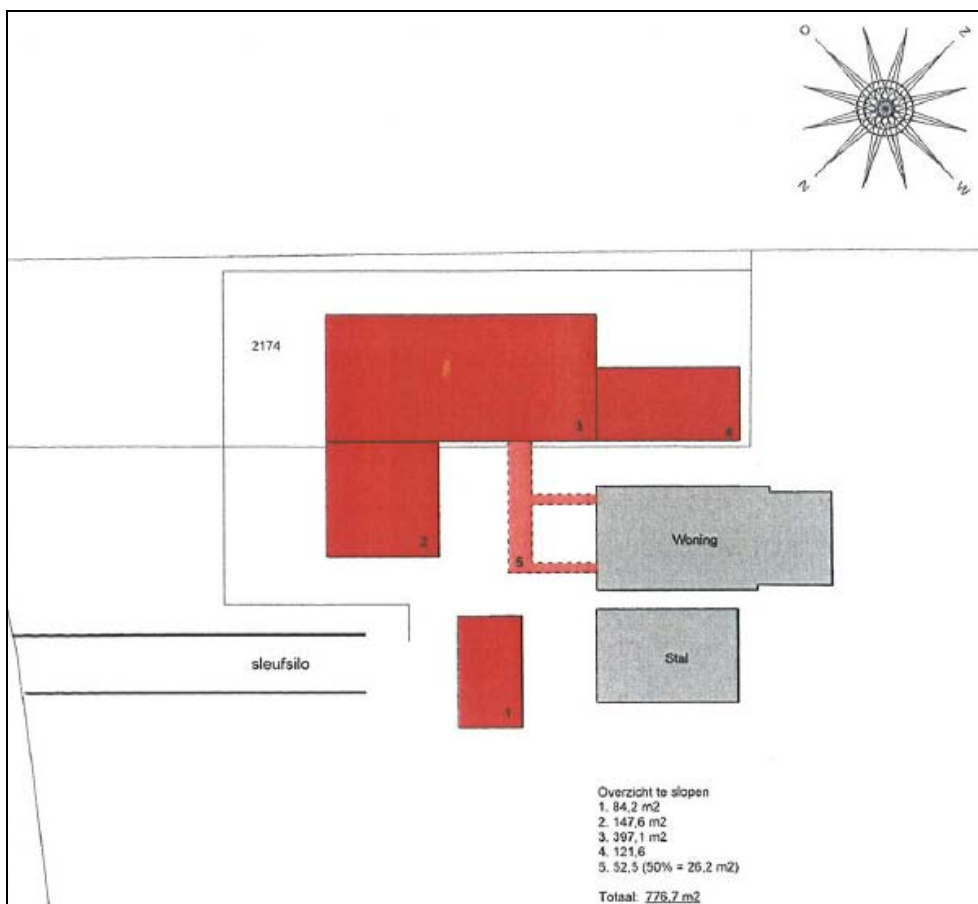 O Z
N W
2174
3
4
2
5
Woning
sleufsilo
Stal
1
Overzicht te slopen
1. 84,2 m2
2. 147,6 m2
3. 397,1 m2
4. 121,6
5. 52,5 (50% = 26,2 m2)
Totaal: 776,7 m2